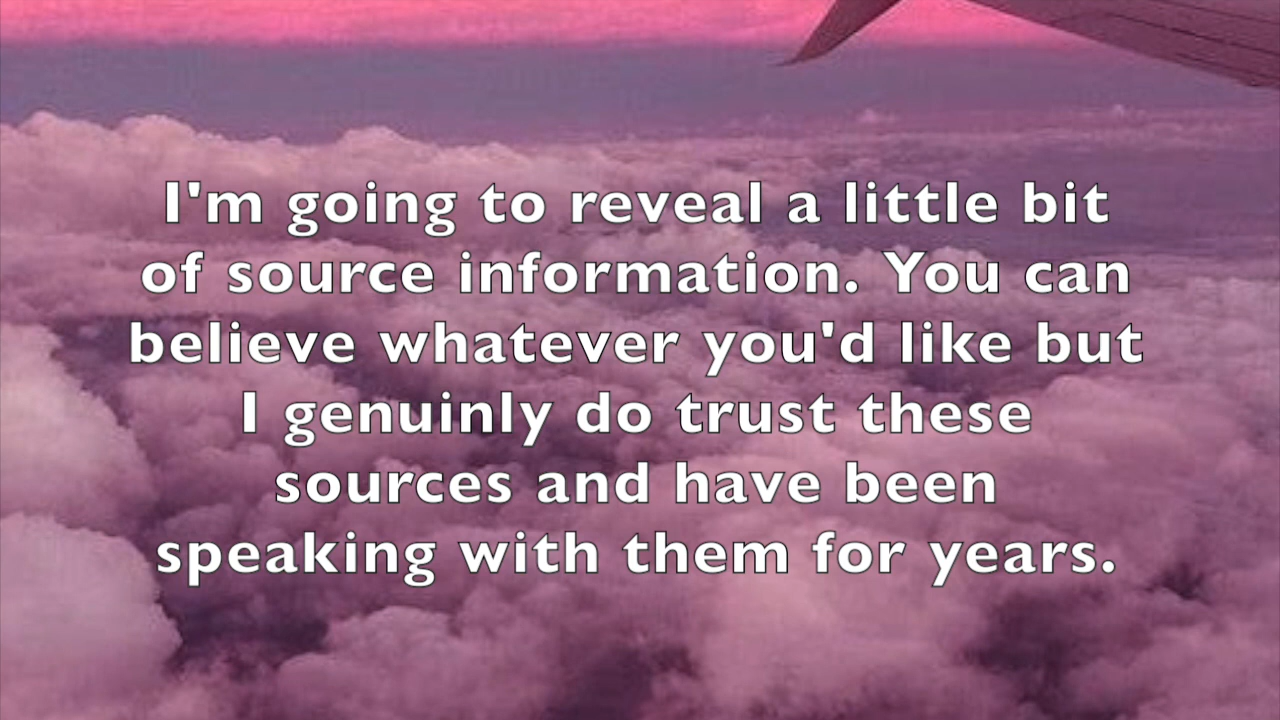 I'm going to reveal a little bit
of source information. You can
believe whatever you'd like but
I genuinly do trust these
sources and have been
speaking with them for years.